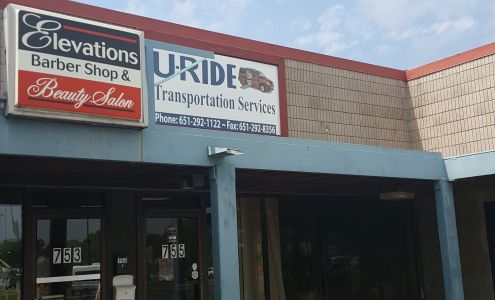 Elevations
Barber Shop &
Beauty Salon
U-RIDE
Transportation Services
Phone: 651-292-1122 ~ Fax: 651-292-8356
753
755